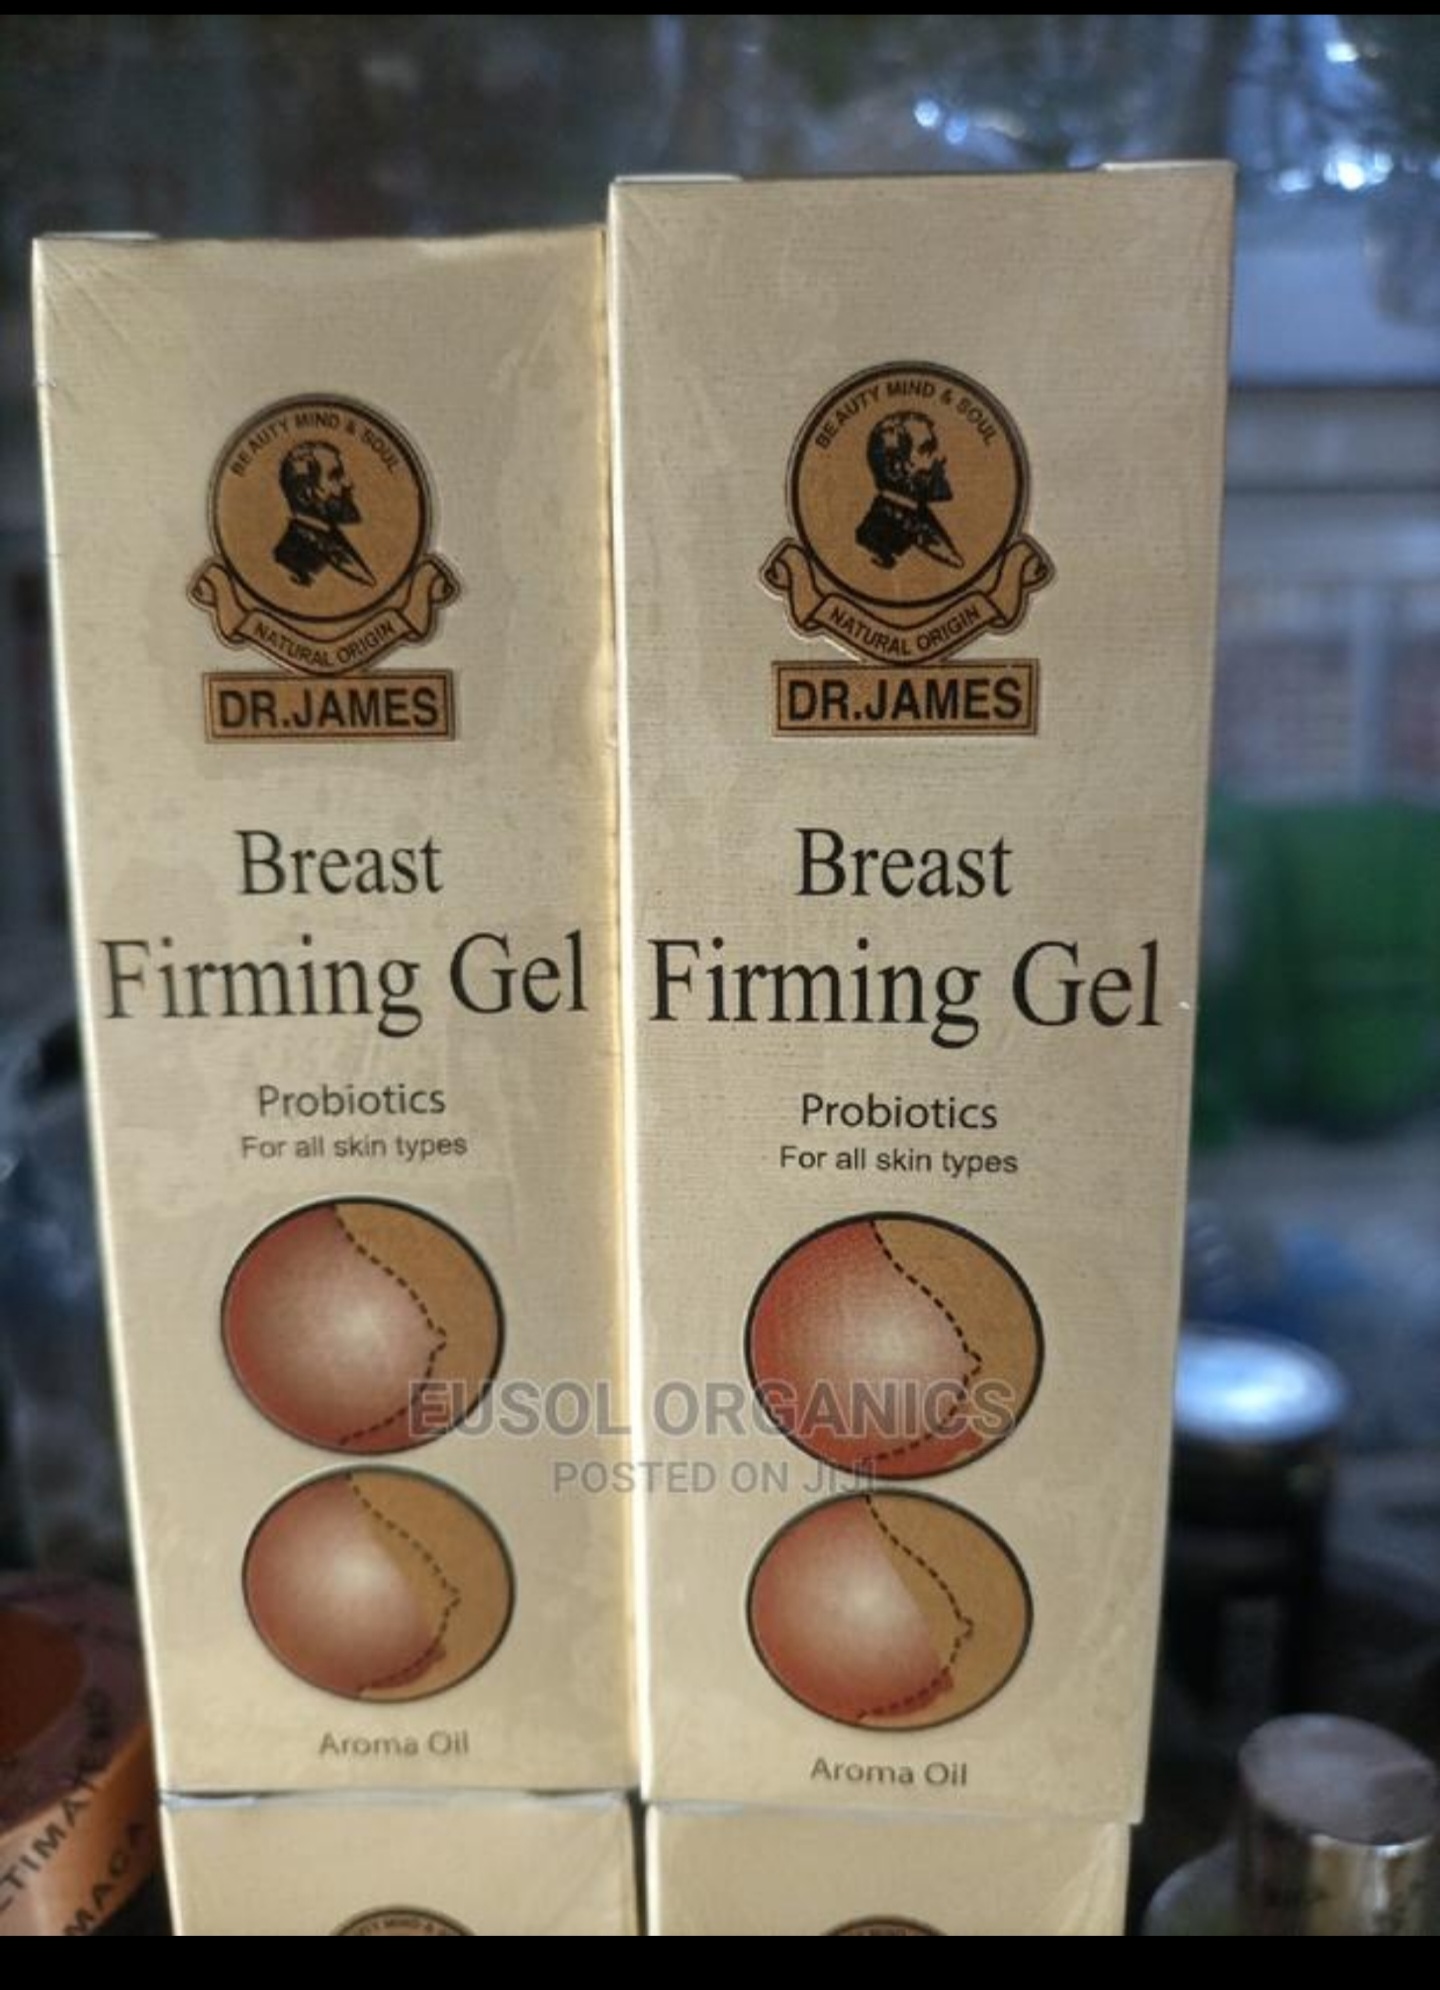 BEAUTY MIND & SOUL
NATURAL ORIGIN
DR.JAMES
Breast
Firming Gel
Probiotics
For all skin types
Aroma Oil
BEAUTY MIND & SOUL
NATURAL ORIGIN
DR.JAMES
Breast
Firming Gel
Probiotics
For all skin types
Aroma Oil
EUSOL ORGANICS
POSTED ON JIJI
MACA
MIND &